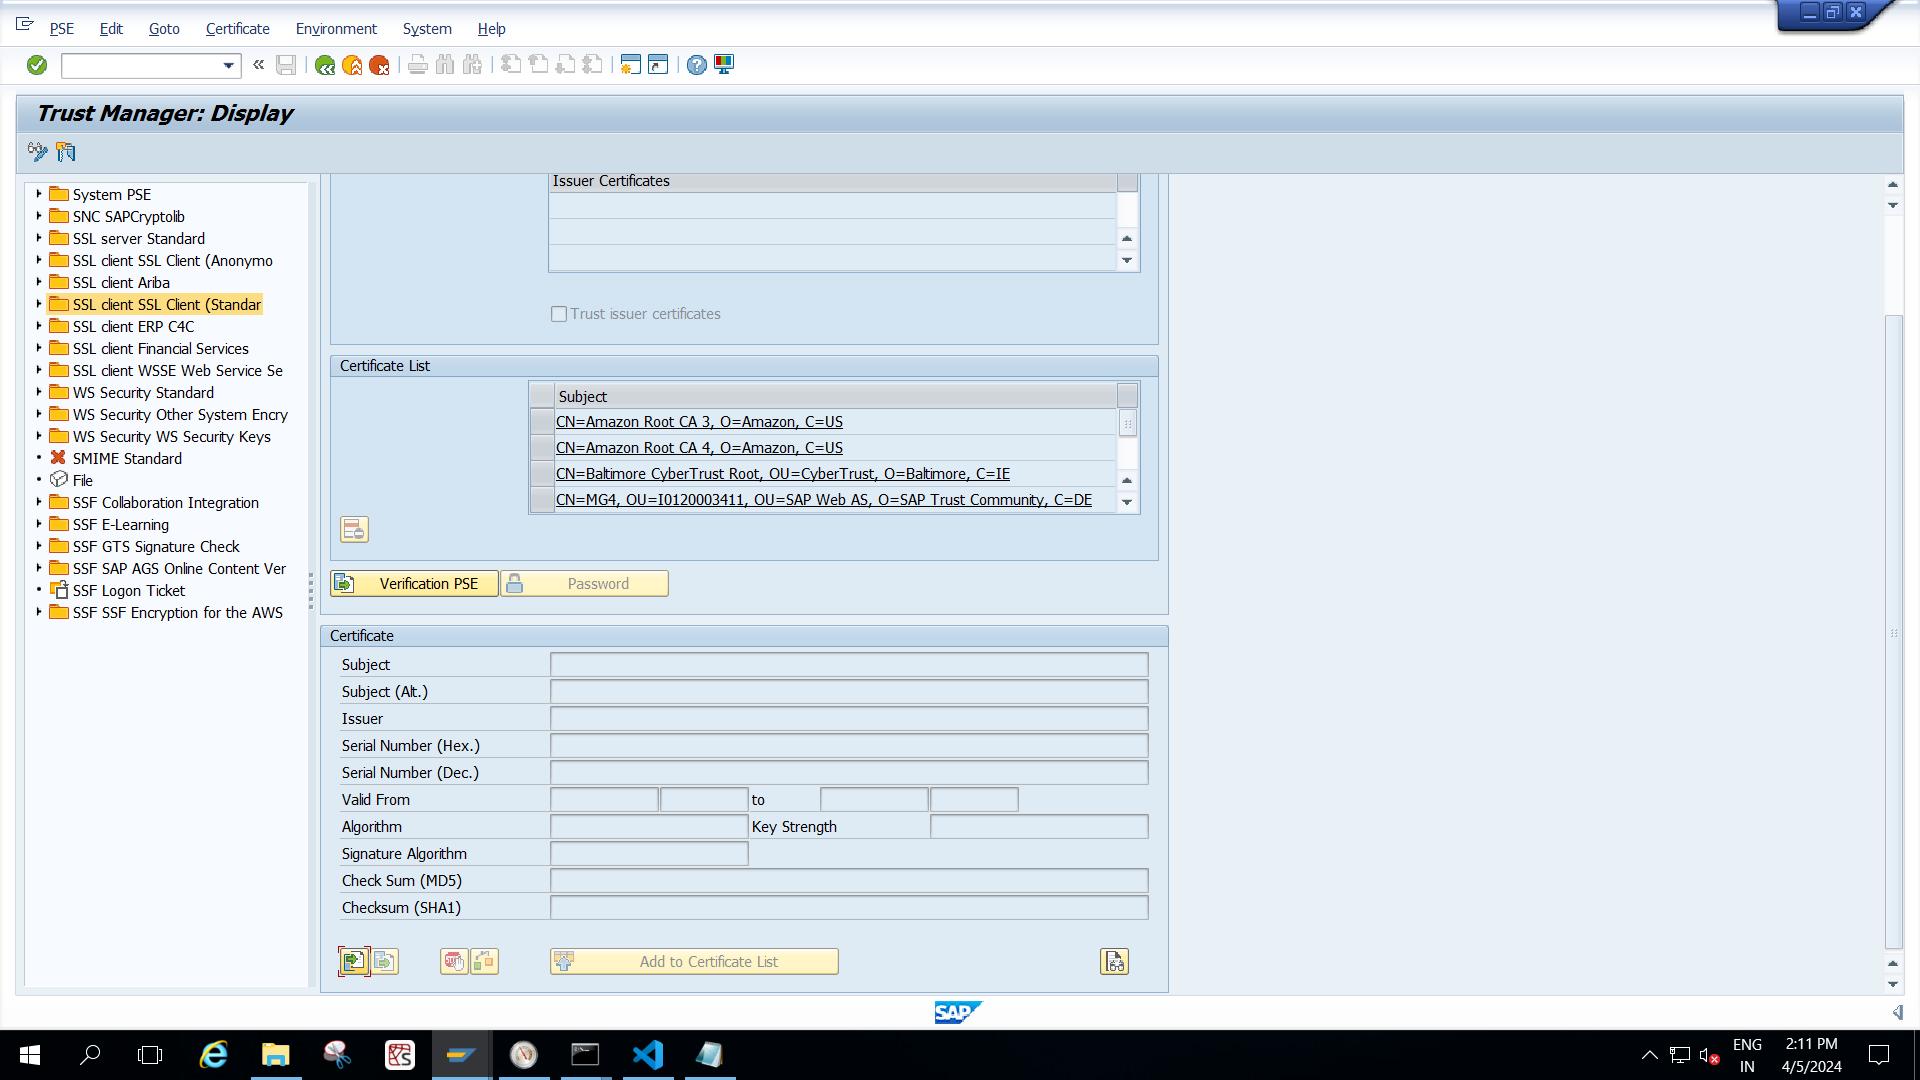 PSE Edit Goto Certificate Environment System Help
Trust Manager: Display
System PSE
SNC SAPCryptolib
SSL server Standard
SSL client SSL Client (Anonymo
SSL client Ariba
SSL client SSL Client (Standar
SSL client ERP C4C
SSL client Financial Services
SSL client WSSE Web Service Se
WS Security Standard
WS Security Other System Encry
WS Security WS Security Keys
SMIME Standard
File
SSF Collaboration Integration
SSF E-Learning
SSF GTS Signature Check
SSF SAP AGS Online Content Ver
SSF Logon Ticket
SSF SSF Encryption for the AWS
Issuer Certificates
Trust issuer certificates
Certificate List
Subject
CN=Amazon Root CA 3, O=Amazon, C=US
CN=Amazon Root CA 4, O=Amazon, C=US
CN=Baltimore CyberTrust Root, OU=CyberTrust, O=Baltimore, C=IE
CN=MG4, OU=I0120003411, OU=SAP Web AS, O=SAP Trust Community, C=DE
Verification PSE Password
Certificate
Subject
Subject (Alt.)
Issuer
Serial Number (Hex.)
Serial Number (Dec.)
Valid From to
Algorithm Key Strength
Signature Algorithm
Check Sum (MD5)
Checksum (SHA1)
Add to Certificate List
SAP
ENG 2:11 PM
IN 4/5/2024